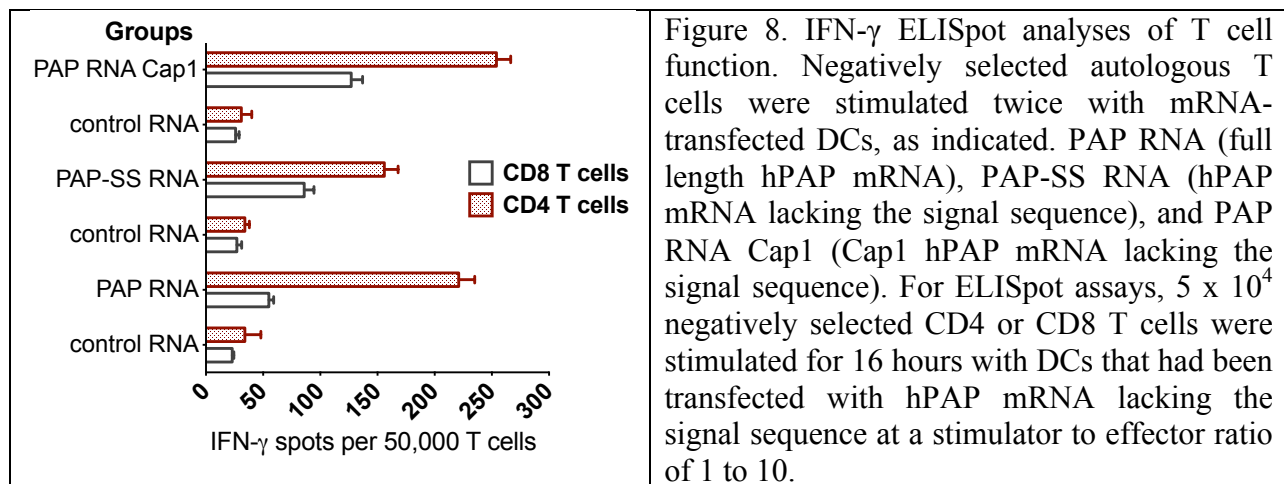 Groups
PAP RNA Cap1
control RNA
PAP-SS RNA
control RNA
PAP RNA
control RNA
CD8 T cells
CD4 T cells
0 50 100 150 200 250 300
IFN-γ spots per 50,000 T cells
Figure 8. IFN-γ ELISpot analyses of T cell
function. Negatively selected autologous T
cells were stimulated twice with mRNA-
transfected DCs, as indicated. PAP RNA (full
length hPAP mRNA), PAP-SS RNA (hPAP
mRNA lacking the signal sequence), and PAP
RNA Cap1 (Cap1 hPAP mRNA lacking the
signal sequence). For ELISpot assays, 5 x 10⁴
negatively selected CD4 or CD8 T cells were
stimulated for 16 hours with DCs that had been
transfected with hPAP mRNA lacking the
signal sequence at a stimulator to effector ratio
of 1 to 10.